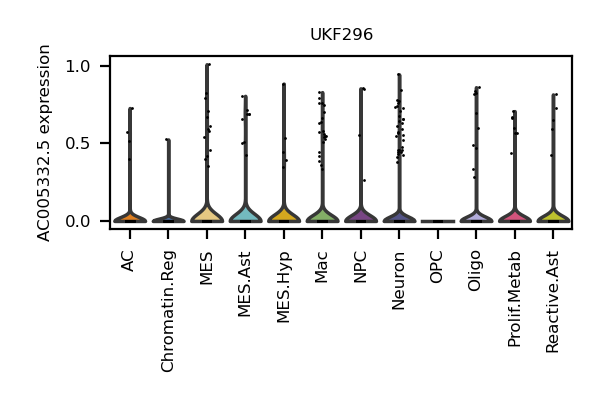 UKF296
AC005332.5 expression
1.0
0.5
0.0
AC
Chromatin.Reg
MES
MES.Ast
MES.Hyp
Mac
NPC
Neuron
OPC
Oligo
Prolif.Metab
Reactive.Ast